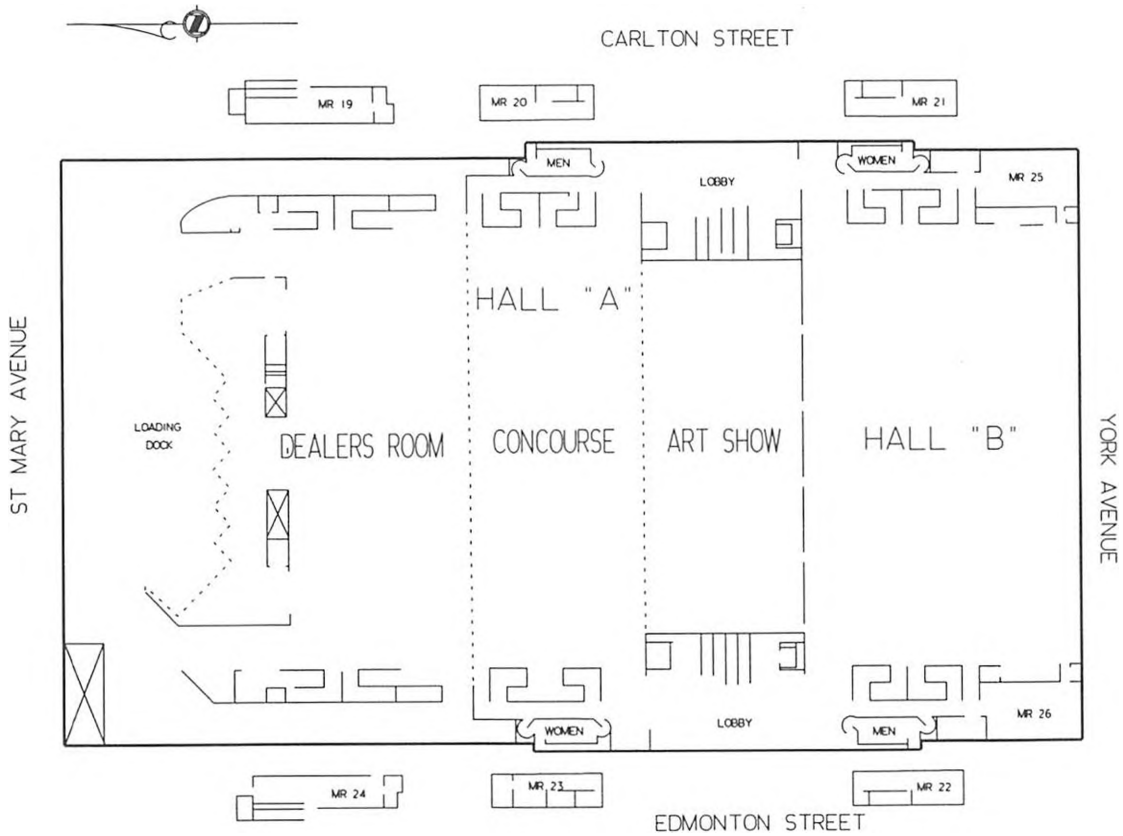 CARLTON STREET
MR 19
MR 20
MR 21
MEN
WOMEN
LOBBY
MR 25
HALL "A"
ST MARY AVENUE
LOADING
DOCK
DEALERS ROOM
CONCOURSE
ART SHOW
HALL "B"
YORK AVENUE
WOMEN
LOBBY
MEN
MR 26
MR 24
MR 23
MR 22
EDMONTON STREET